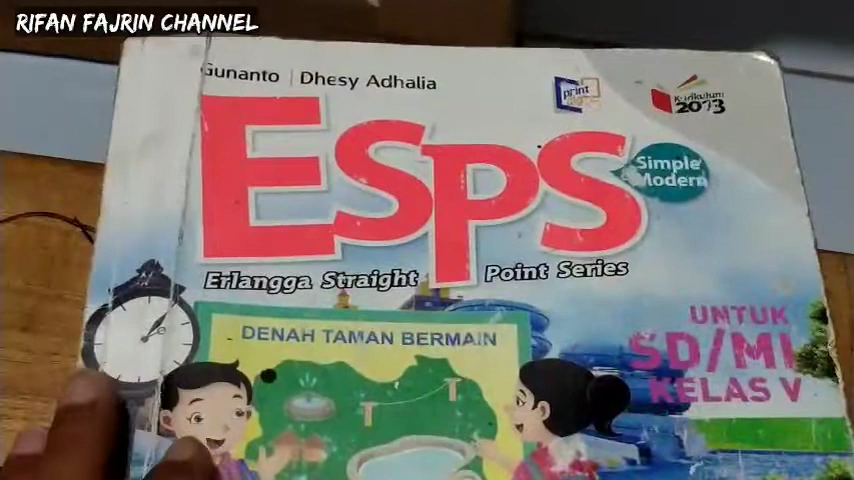 RIFAN FAJRIN CHANNEL
Gunanto | Dhesy Adhalia
print
Kurikulum
2013
ESPS
Simple
Modern
Erlangga Straight Point Series
DENAH TAMAN BERMAIN
UNTUK
SD/MI
KELAS V